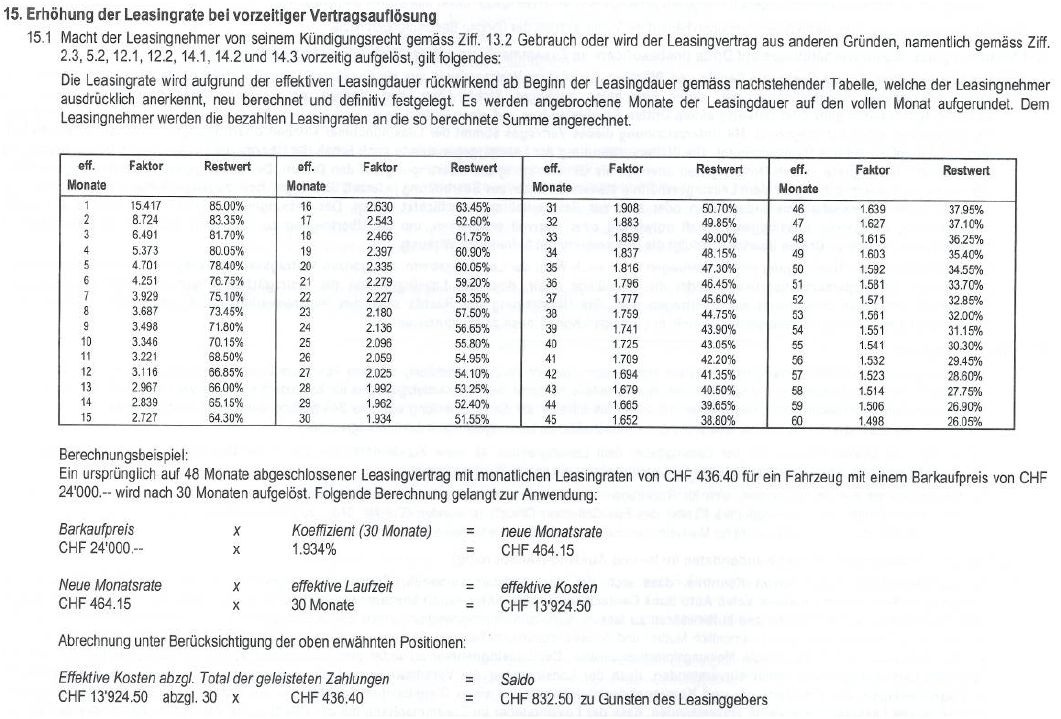 15. Erhöhung der Leasingrate bei vorzeitiger Vertragsauflösung
15.1 Macht der Leasingnehmer von seinem Kündigungsrecht gemäss Ziff. 13.2 Gebrauch oder wird der Leasingvertrag aus anderen Gründen, namentlich gemäss Ziff.
2.3, 5.2, 12.1, 12.2, 14.1, 14.2 und 14.3 vorzeitig aufgelöst, gilt folgendes:
Die Leasingrate wird aufgrund der effektiven Leasingdauer rückwirkend ab Beginn der Leasingdauer gemäss nachstehender Tabelle, welche der Leasingnehmer
ausdrücklich anerkennt, neu berechnet und definitiv festgelegt. Es werden angebrochene Monate der Leasingdauer auf den vollen Monat aufgerundet. Dem
Leasingnehmer werden die bezahlten Leasingraten an die so berechnete Summe angerechnet.
eff. Faktor Restwert eff. Faktor Restwert eff. Faktor Restwert eff. Faktor Restwert
Monate Monate Monate Monate
1 15.417 85.00% 16 2.630 63.45% 31 1.908 50.70% 46 1.639 37.95%
2 8.724 83.35% 17 2.543 62.60% 32 1.883 49.85% 47 1.627 37.10%
3 6.491 81.70% 18 2.466 61.75% 33 1.859 49.00% 48 1.615 36.25%
4 5.373 80.05% 19 2.397 60.90% 34 1.837 48.15% 49 1.603 35.40%
5 4.701 78.40% 20 2.335 60.05% 35 1.816 47.30% 50 1.592 34.55%
6 4.251 76.75% 21 2.279 59.20% 36 1.796 46.45% 51 1.581 33.70%
7 3.929 75.10% 22 2.227 58.35% 37 1.777 45.60% 52 1.571 32.85%
8 3.687 73.45% 23 2.180 57.50% 38 1.759 44.75% 53 1.561 32.00%
9 3.498 71.80% 24 2.136 56.65% 39 1.741 43.90% 54 1.551 31.15%
10 3.346 70.15% 25 2.096 55.80% 40 1.725 43.05% 55 1.541 30.30%
11 3.221 68.50% 26 2.059 54.95% 41 1.709 42.20% 56 1.532 29.45%
12 3.116 66.85% 27 2.025 54.10% 42 1.694 41.35% 57 1.523 28.60%
13 2.967 66.00% 28 1.992 53.25% 43 1.679 40.50% 58 1.514 27.75%
14 2.839 65.15% 29 1.962 52.40% 44 1.665 39.65% 59 1.506 26.90%
15 2.727 64.30% 30 1.934 51.55% 45 1.652 38.80% 60 1.498 26.05%
Berechnungsbeispiel:
Ein ursprünglich auf 48 Monate abgeschlossener Leasingvertrag mit monatlichen Leasingraten von CHF 436.40 für ein Fahrzeug mit einem Barkaufpreis von CHF
24'000.-- wird nach 30 Monaten aufgelöst. Folgende Berechnung gelangt zur Anwendung:
Barkaufpreis x Koeffizient (30 Monate) = neue Monatsrate
CHF 24'000.-- x 1.934% = CHF 464.15
Neue Monatsrate x effektive Laufzeit = effektive Kosten
CHF 464.15 x 30 Monate = CHF 13'924.50
Abrechnung unter Berücksichtigung der oben erwähnten Positionen:
Effektive Kosten abzgl. Total der geleisteten Zahlungen = Saldo
CHF 13'924.50 abzgl. 30 x CHF 436.40 = CHF 832.50 zu Gunsten des Leasinggebers